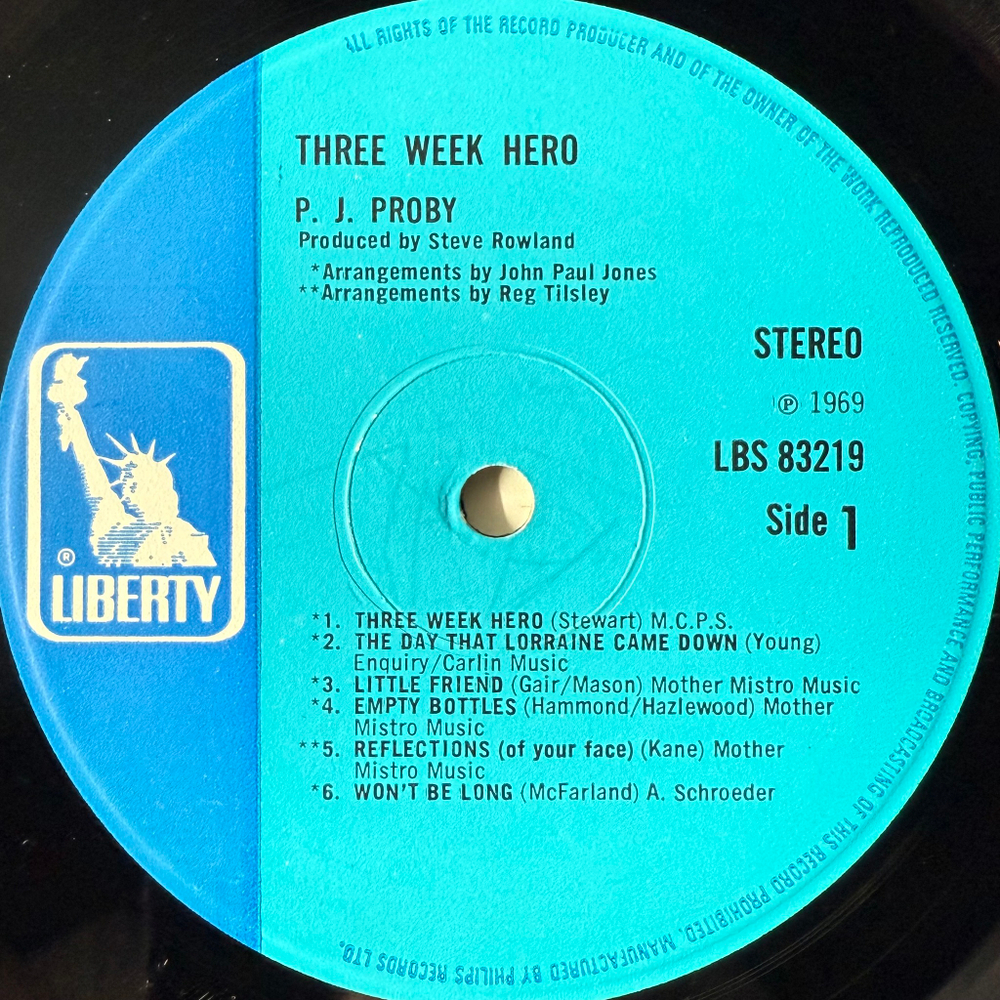 ALL RIGHTS OF THE RECORD PRODUCER AND OF THE OWNER OF THE WORK REPRODUCED RESERVED. COPYING, PUBLIC PERFORMANCE AND BROADCASTING OF THIS RECORD PROHIBITED. MANUFACTURED BY PHILIPS RECORDS LTD.
THREE WEEK HERO
P. J. PROBY
Produced by Steve Rowland
*Arrangements by John Paul Jones
**Arrangements by Reg Tilsley
STEREO
℗ 1969
LBS 83219
Side 1
®
LIBERTY
*1. THREE WEEK HERO (Stewart) M.C.P.S.
*2. THE DAY THAT LORRAINE CAME DOWN (Young)
Enquiry/Carlin Music
*3. LITTLE FRIEND (Gair/Mason) Mother Mistro Music
*4. EMPTY BOTTLES (Hammond/Hazlewood) Mother
Mistro Music
**5. REFLECTIONS (of your face) (Kane) Mother
Mistro Music
*6. WON'T BE LONG (McFarland) A. Schroeder